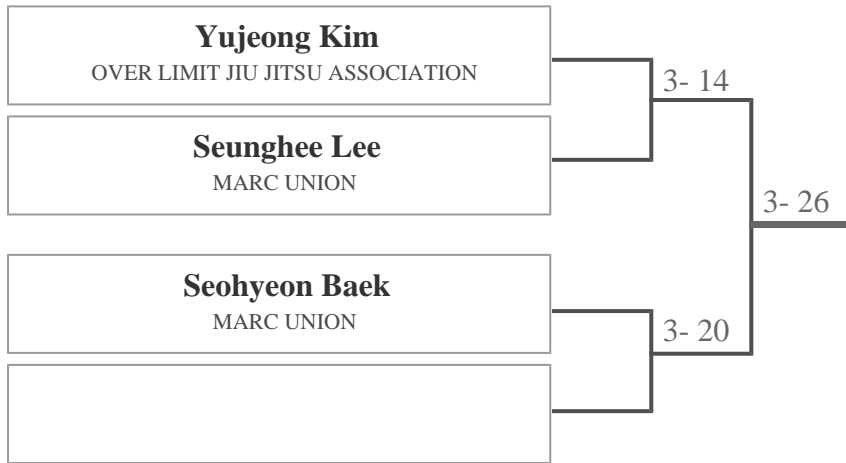 Yujeong Kim
OVER LIMIT JIU JITSU ASSOCIATION
3- 14
Seunghee Lee
MARC UNION
3- 26
Seohyeon Baek
MARC UNION
3- 20